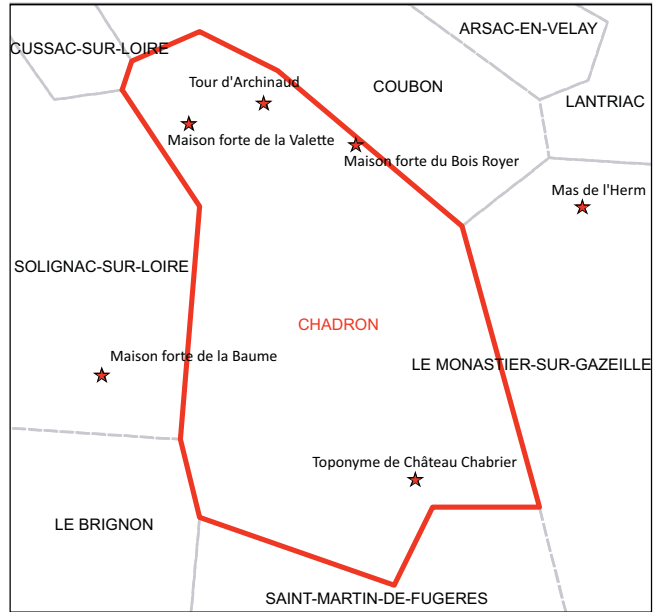 ARSAC-EN-VELAY
CUSSAC-SUR-LOIRE
Tour d'Archinaud
COUBON
LANTRIAC
Maison forte de la Valette
Maison forte du Bois Royer
Mas de l'Herm
SOLIGNAC-SUR-LOIRE
CHADRON
Maison forte de la Baume
LE MONASTIER-SUR-GAZEILLE
Toponyme de Château Chabrier
LE BRIGNON
SAINT-MARTIN-DE-FUGERES